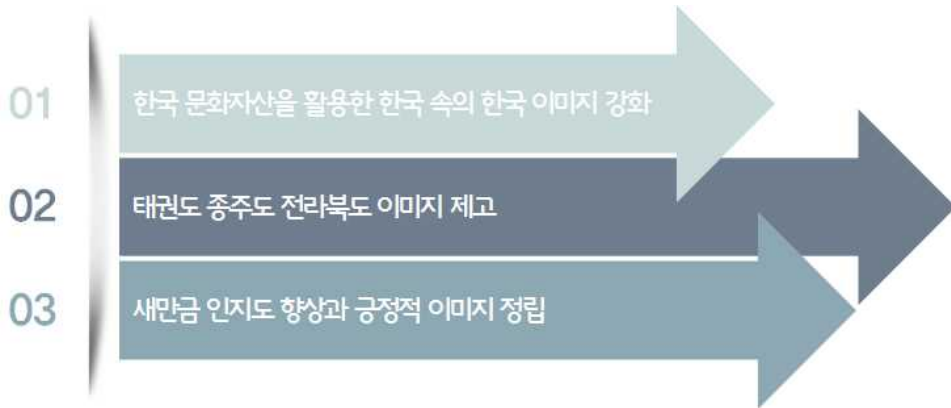 01
한국 문화자산을 활용한 한국 속의 한국 이미지 강화
02
태권도 종주도 전라북도 이미지 제고
03
새만금 인지도 향상과 긍정적 이미지 정립